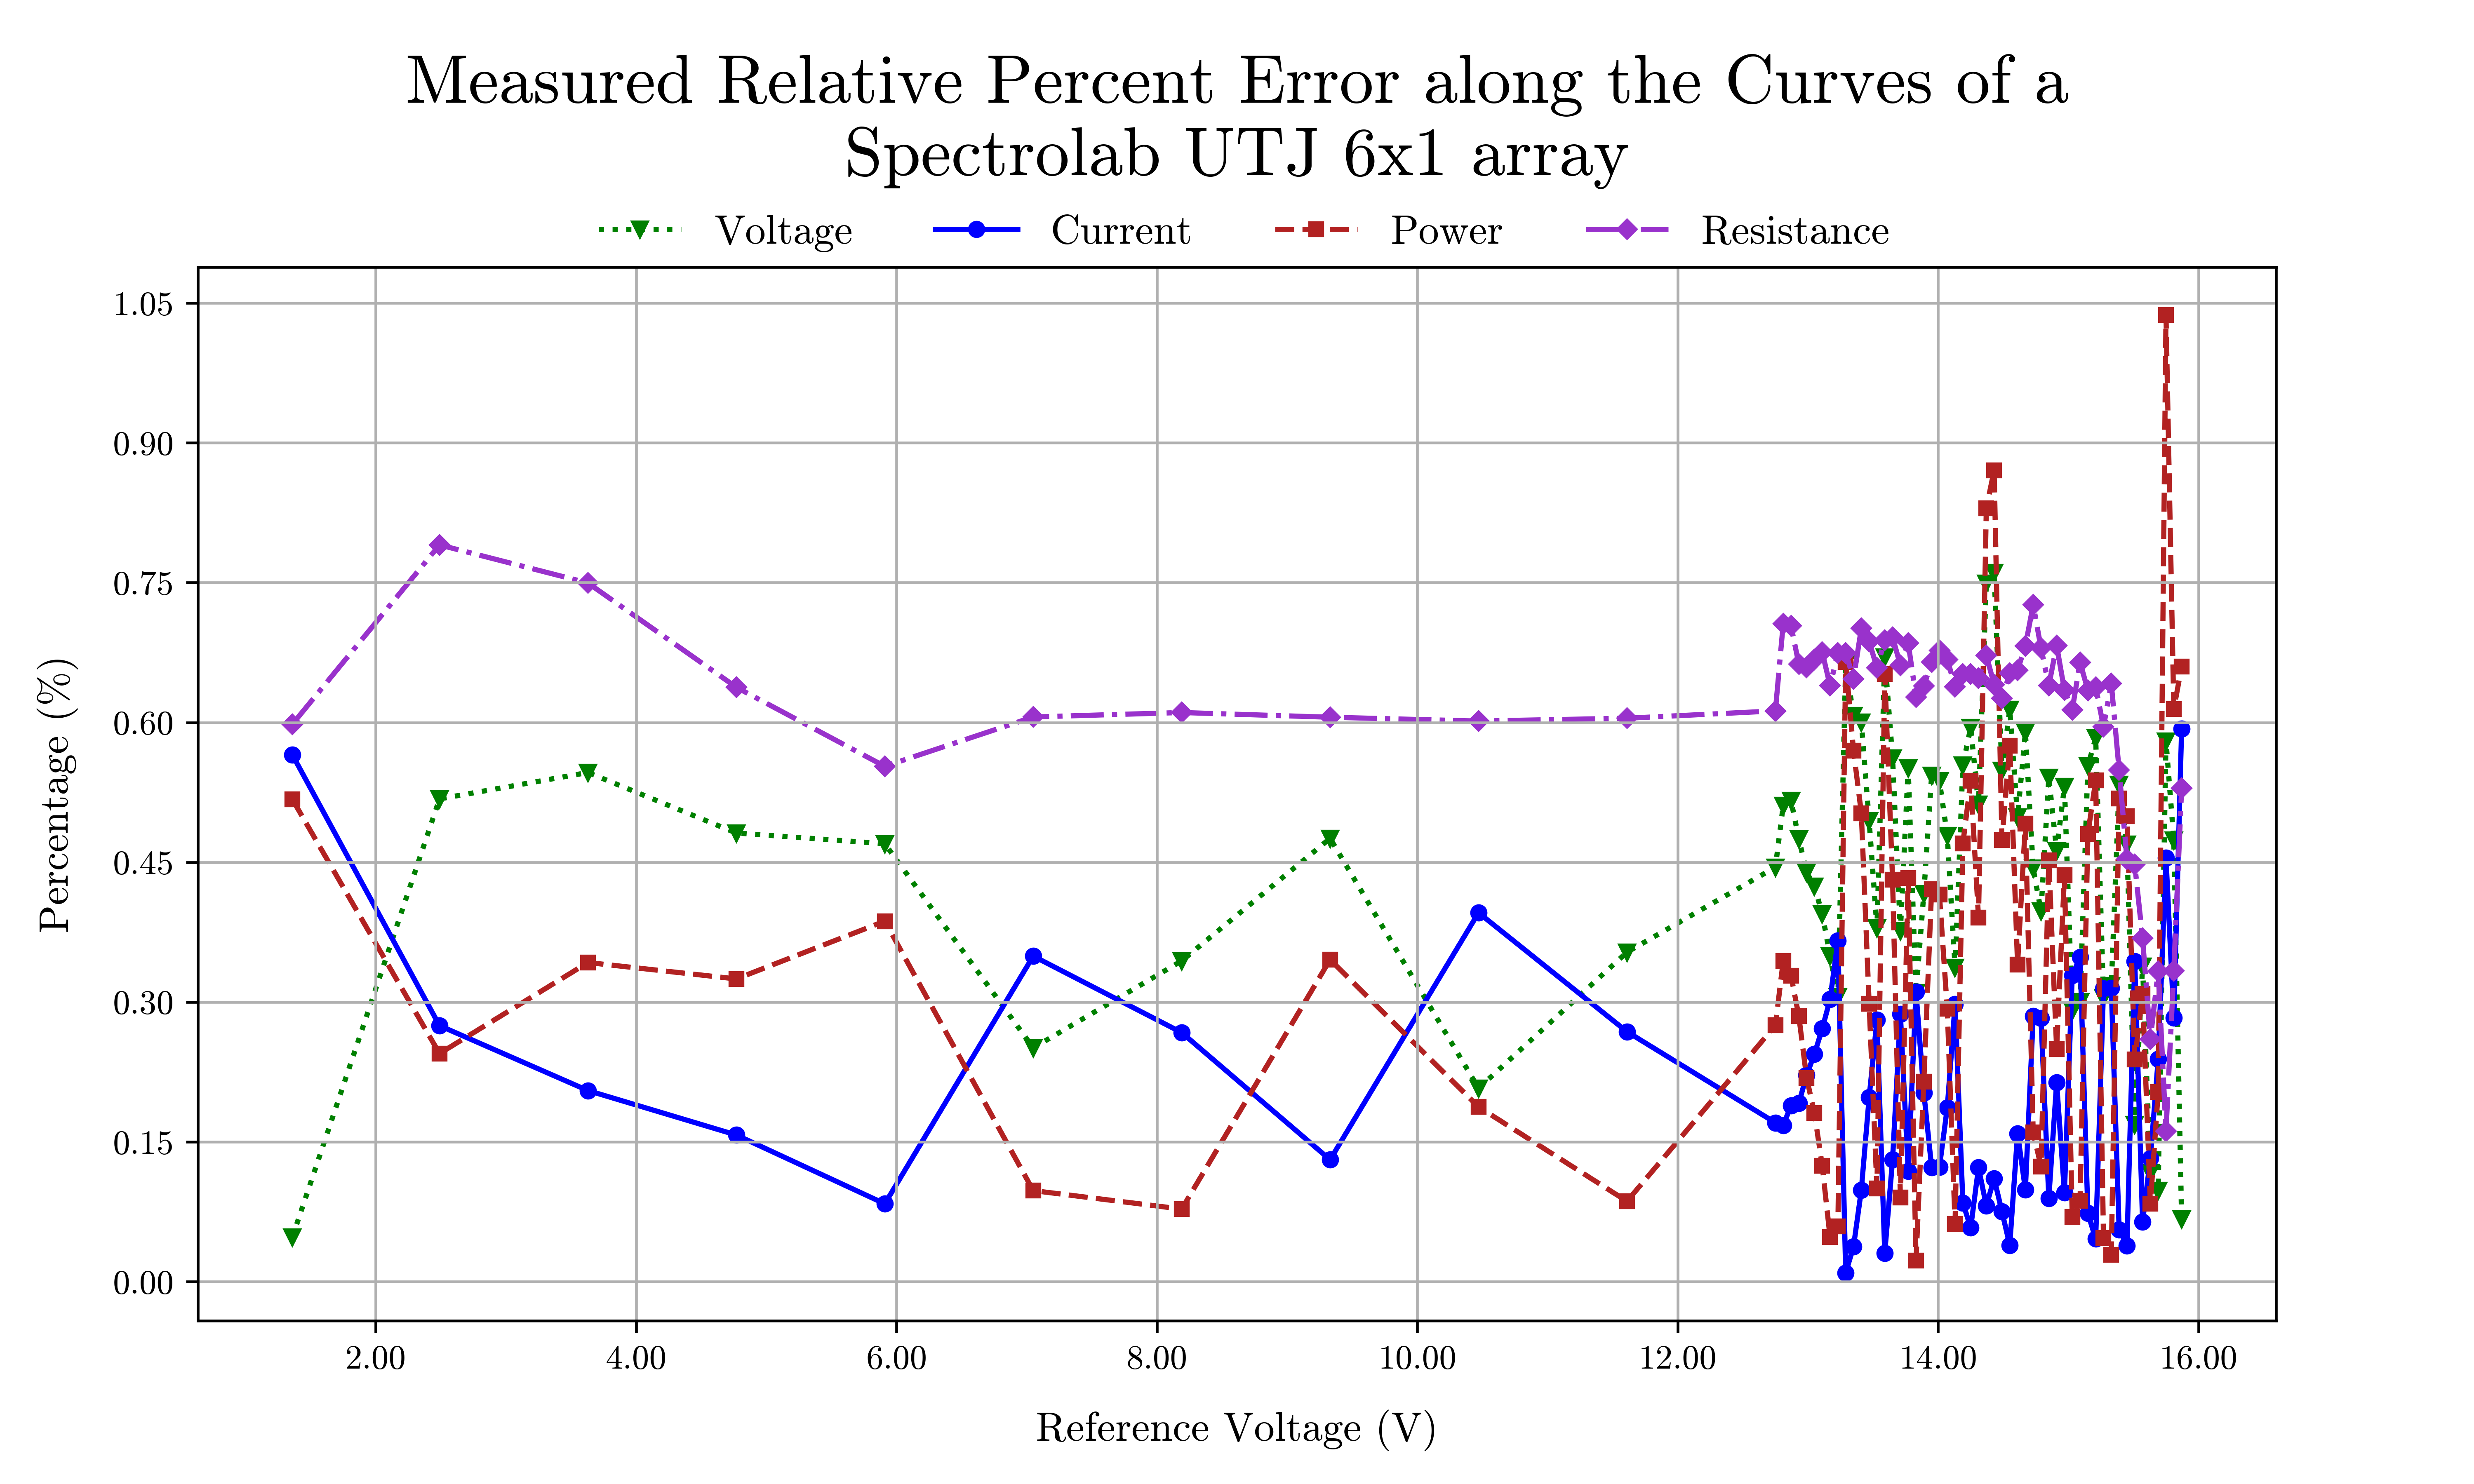 Measured Relative Percent Error along the Curves of a
Spectrolab UTJ 6x1 array
Voltage Current Power Resistance
1.05
0.90
0.75
0.60
0.45
0.30
0.15
0.00
Percentage (%)
2.00 4.00 6.00 8.00 10.00 12.00 14.00 16.00
Reference Voltage (V)